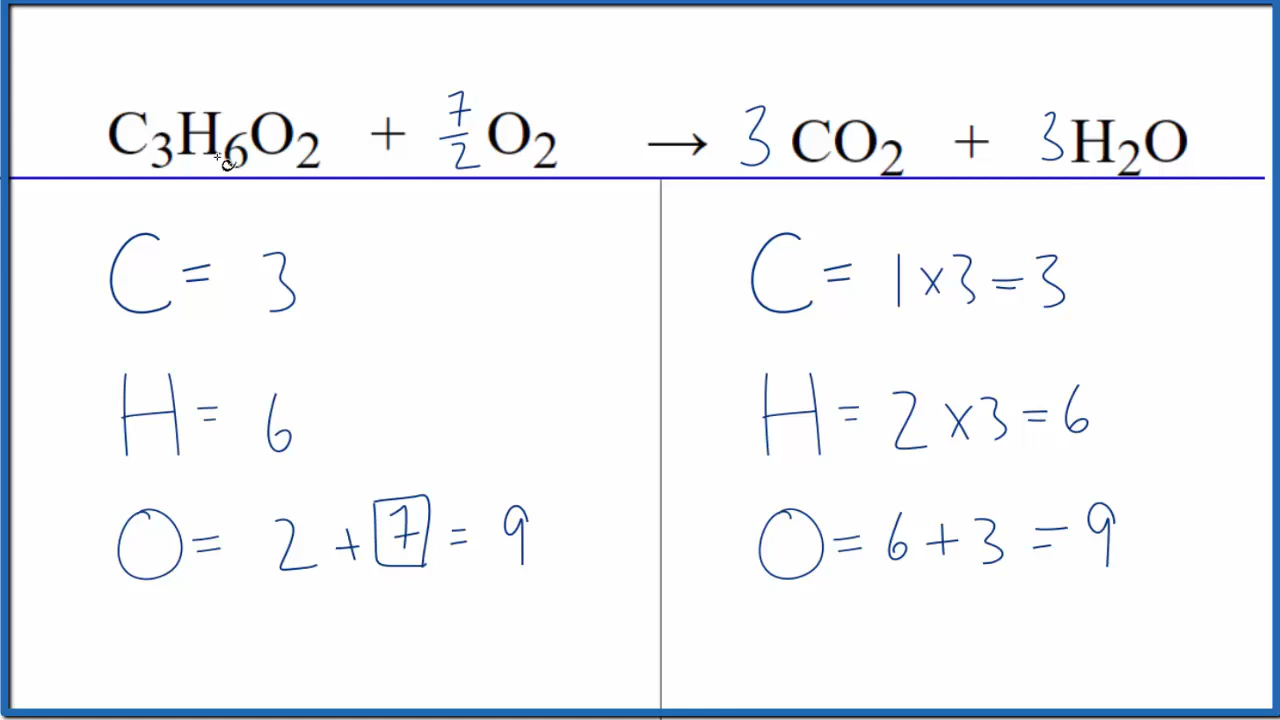 C₃H₆O₂ + 7/2 O₂ → 3 CO₂ + 3 H₂O
C = 3
H = 6
O = 2 + 7 = 9
C = 1 x 3 = 3
H = 2 x 3 = 6
O = 6 + 3 = 9